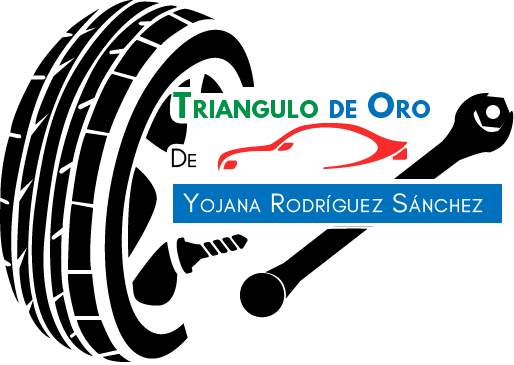 Triangulo de Oro
De
Yojana Rodríguez Sánchez